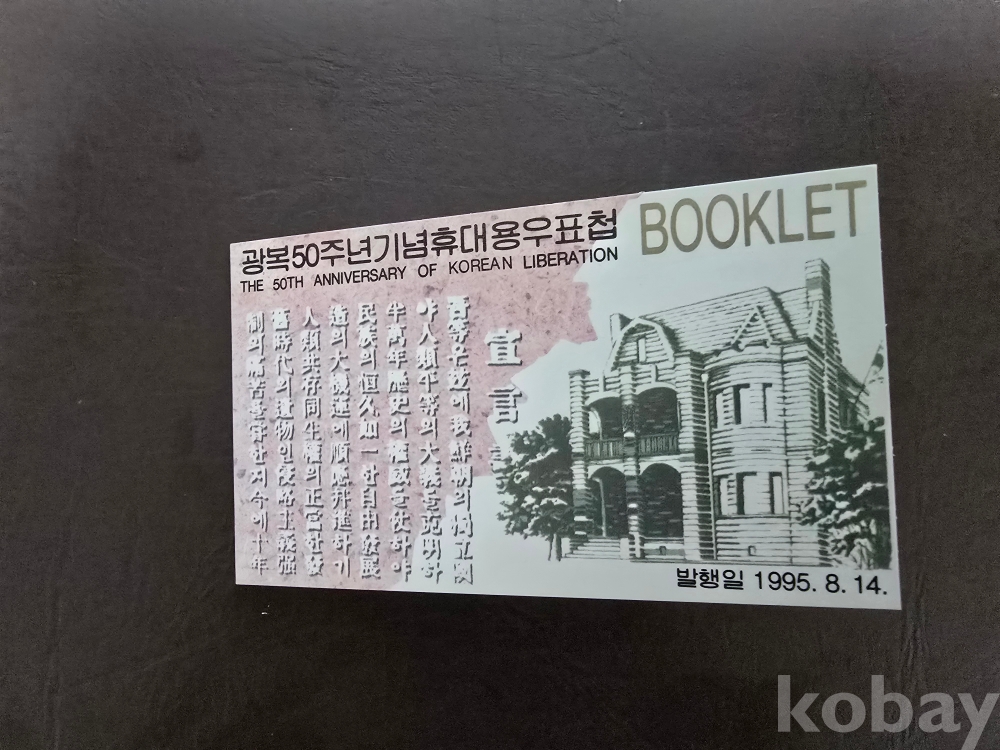 광복50주년기념휴대용우표첩
BOOKLET
THE 50TH ANNIVERSARY OF KOREAN LIBERATION
宣言
吾等은玆에我鮮朝의獨立國
人類平等의大義를克明하
半萬年歷史의權威를仗하야
民族의恒久如一한自由發展
造의大機運에順應幷進하기
人類共存同生權의正當한發
舊時代의遺物인侵略主義强
制의痛苦를嘗한지今에十年
발행일 1995. 8. 14.
kobay